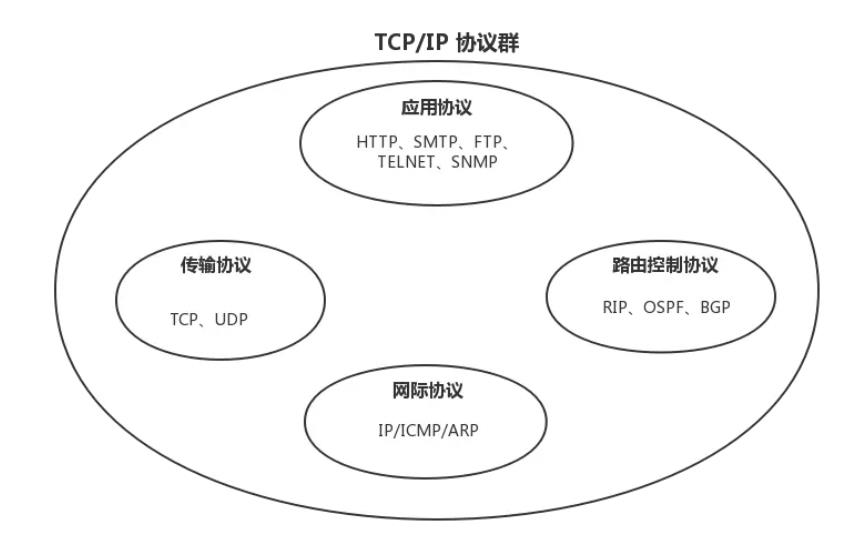 TCP/IP 协议群
应用协议
HTTP、SMTP、FTP、
TELNET、SNMP
传输协议
TCP、UDP
路由控制协议
RIP、OSPF、BGP
网际协议
IP/ICMP/ARP